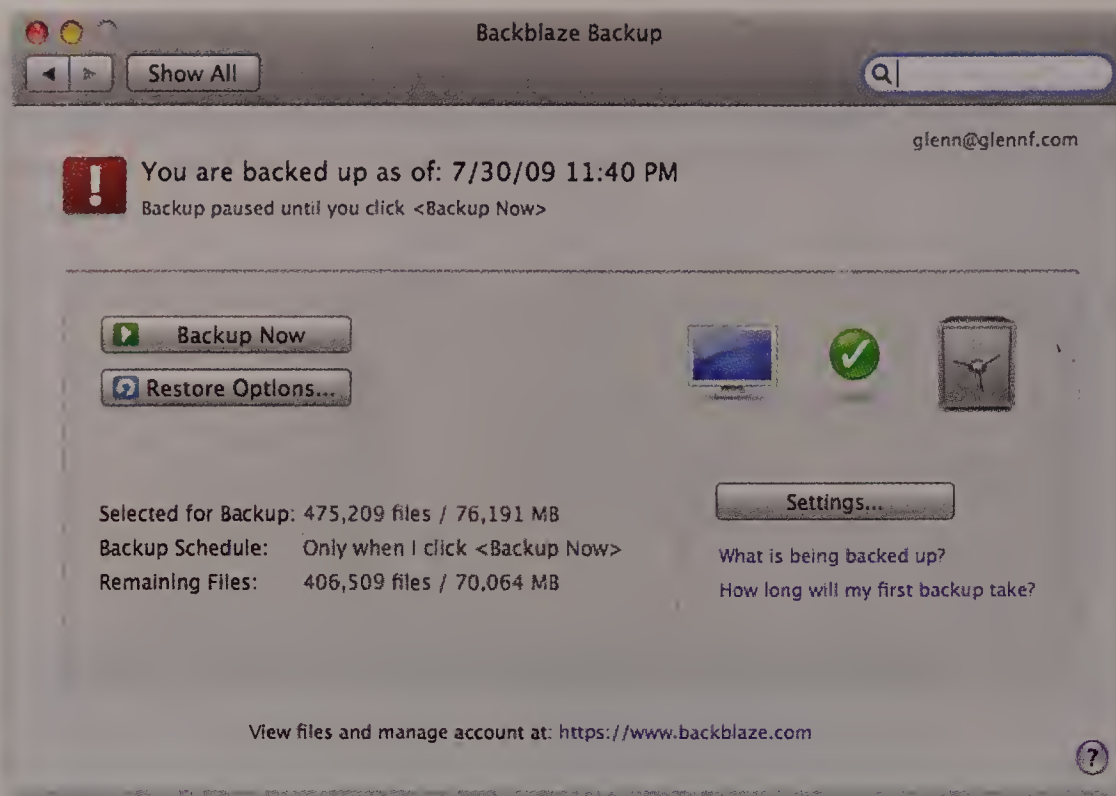 Backblaze Backup
Show All
glenn@glennf.com
You are backed up as of: 7/30/09 11:40 PM
Backup paused until you click <Backup Now>
Backup Now
Restore Options...
Selected for Backup: 475,209 files / 76,191 MB
Backup Schedule: Only when I click <Backup Now>
Remaining Files: 406,509 files / 70,064 MB
Settings...
What is being backed up?
How long will my first backup take?
View files and manage account at: https://www.backblaze.com
?